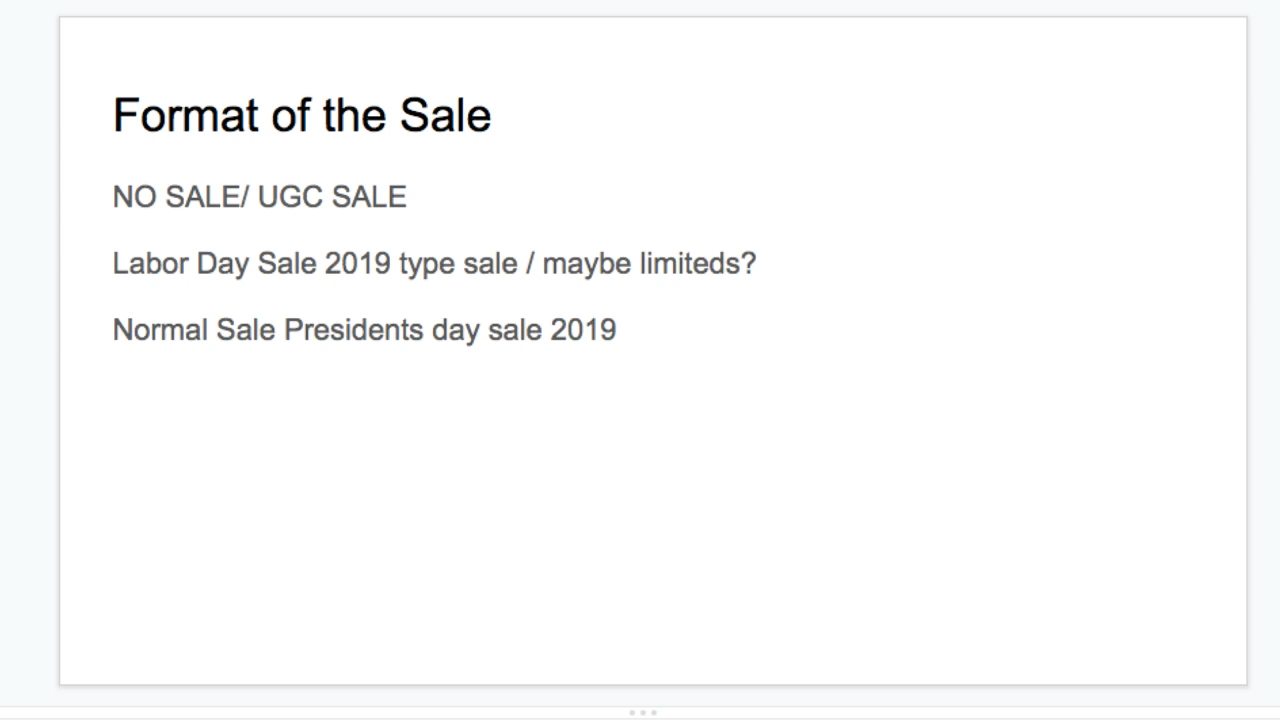 Format of the Sale
NO SALE/ UGC SALE
Labor Day Sale 2019 type sale / maybe limiteds?
Normal Sale Presidents day sale 2019